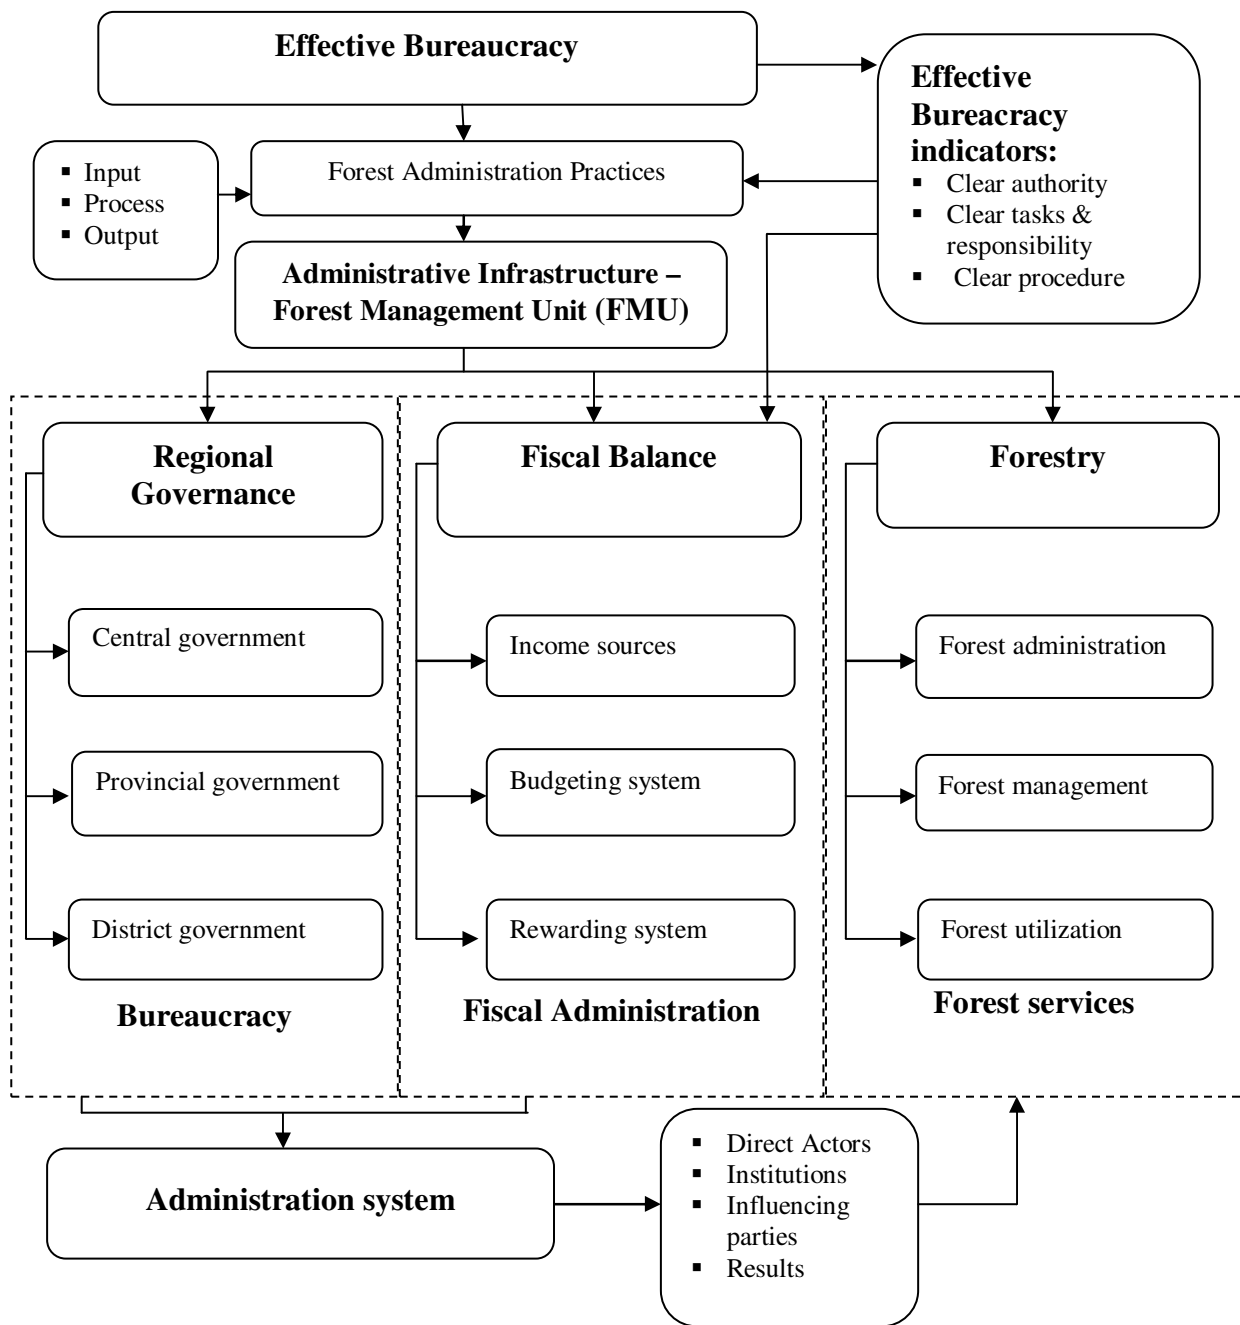 Effective Bureaucracy
Effective
Bureacracy
indicators:
▪ Clear authority
▪ Clear tasks &
responsibility
▪ Clear procedure
▪ Input
▪ Process
▪ Output
Forest Administration Practices
Administrative Infrastructure –
Forest Management Unit (FMU)
Regional
Governance
Central government
Provincial government
District government
Bureaucracy
Fiscal Balance
Income sources
Budgeting system
Rewarding system
Fiscal Administration
Forestry
Forest administration
Forest management
Forest utilization
Forest services
Administration system
▪ Direct Actors
▪ Institutions
▪ Influencing
parties
▪ Results